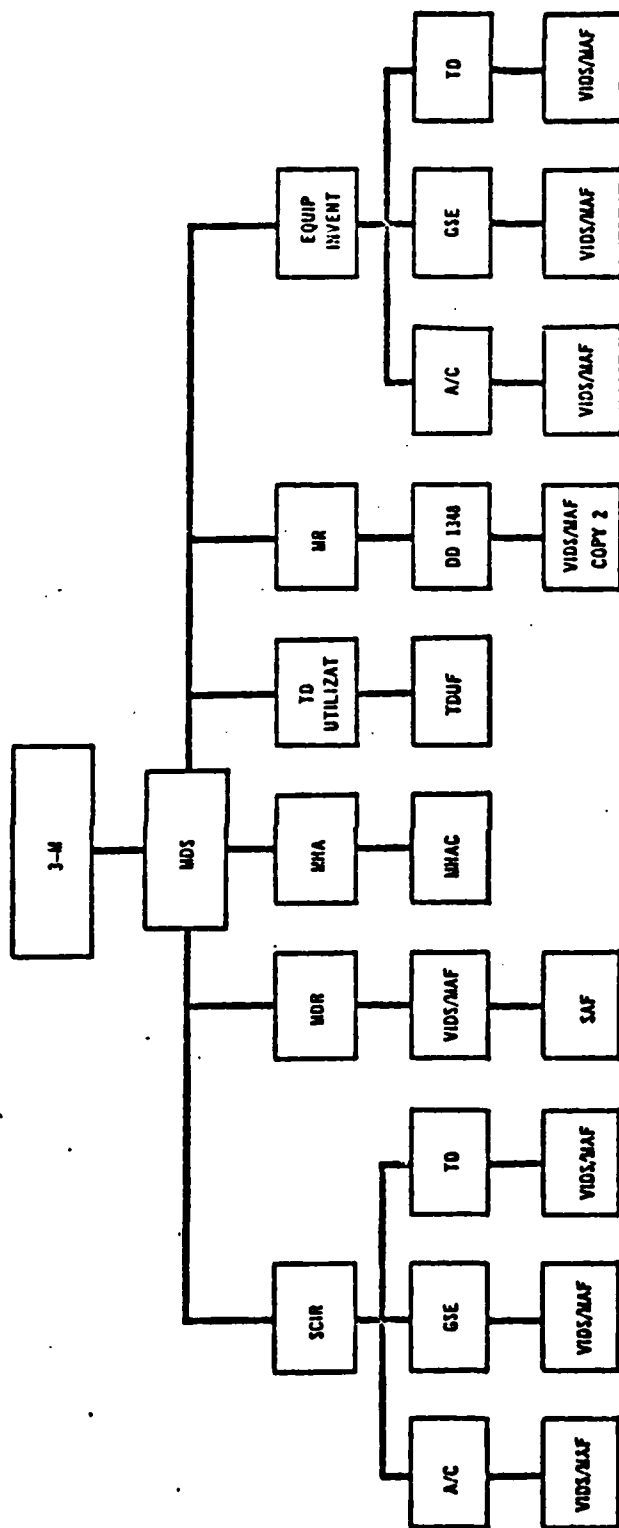 3-M
MDS
SCIR
MDR
MHA
TD
UTILIZAT
MR
EQUIP
INVENT
A/C
GSE
TD
VIDS/MAF
MHAC
TDUF
DD 1348
A/C
GSE
TD
VIDS/MAF
VIDS/MAF
VIDS/MAF
SAF
VIDS/MAF
COPY 2
VIDS/MAF
VIDS/MAF
VIDS/MAF